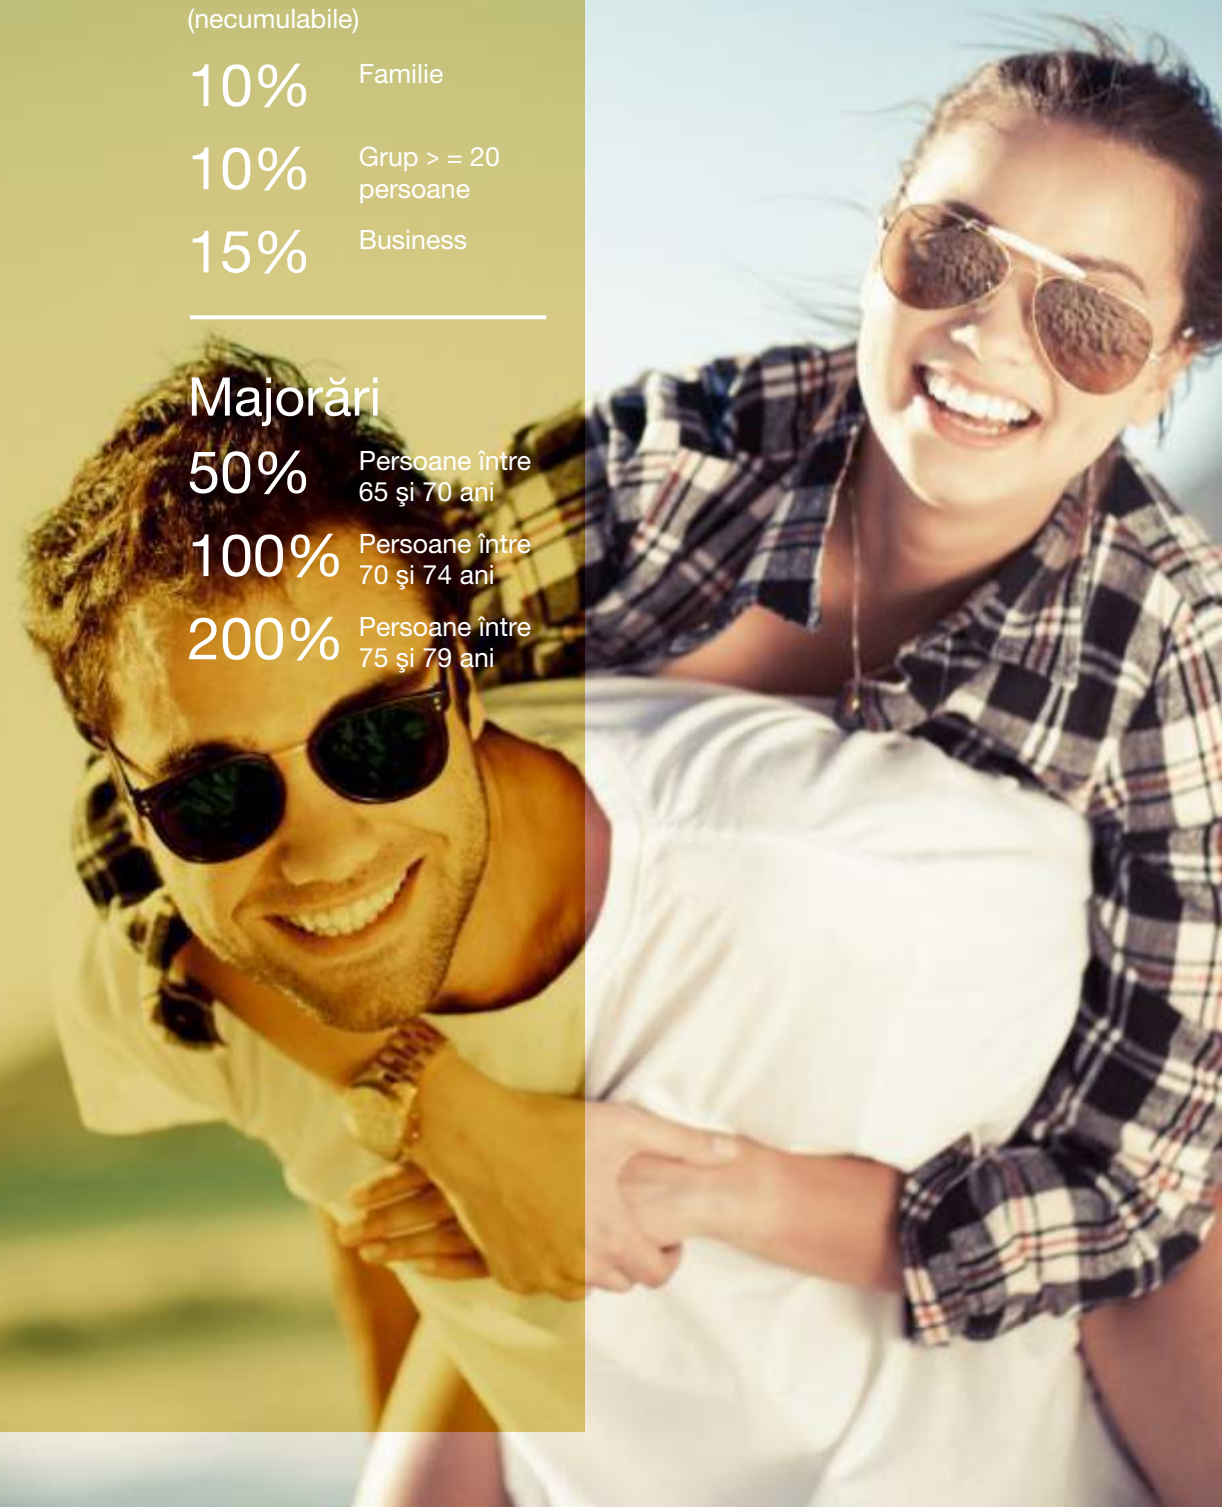 (necumulabile)
10% Familie
10% Grup > = 20
persoane
15% Business
Majorări
50% Persoane între
65 şi 70 ani
100% Persoane între
70 şi 74 ani
200% Persoane între
75 şi 79 ani